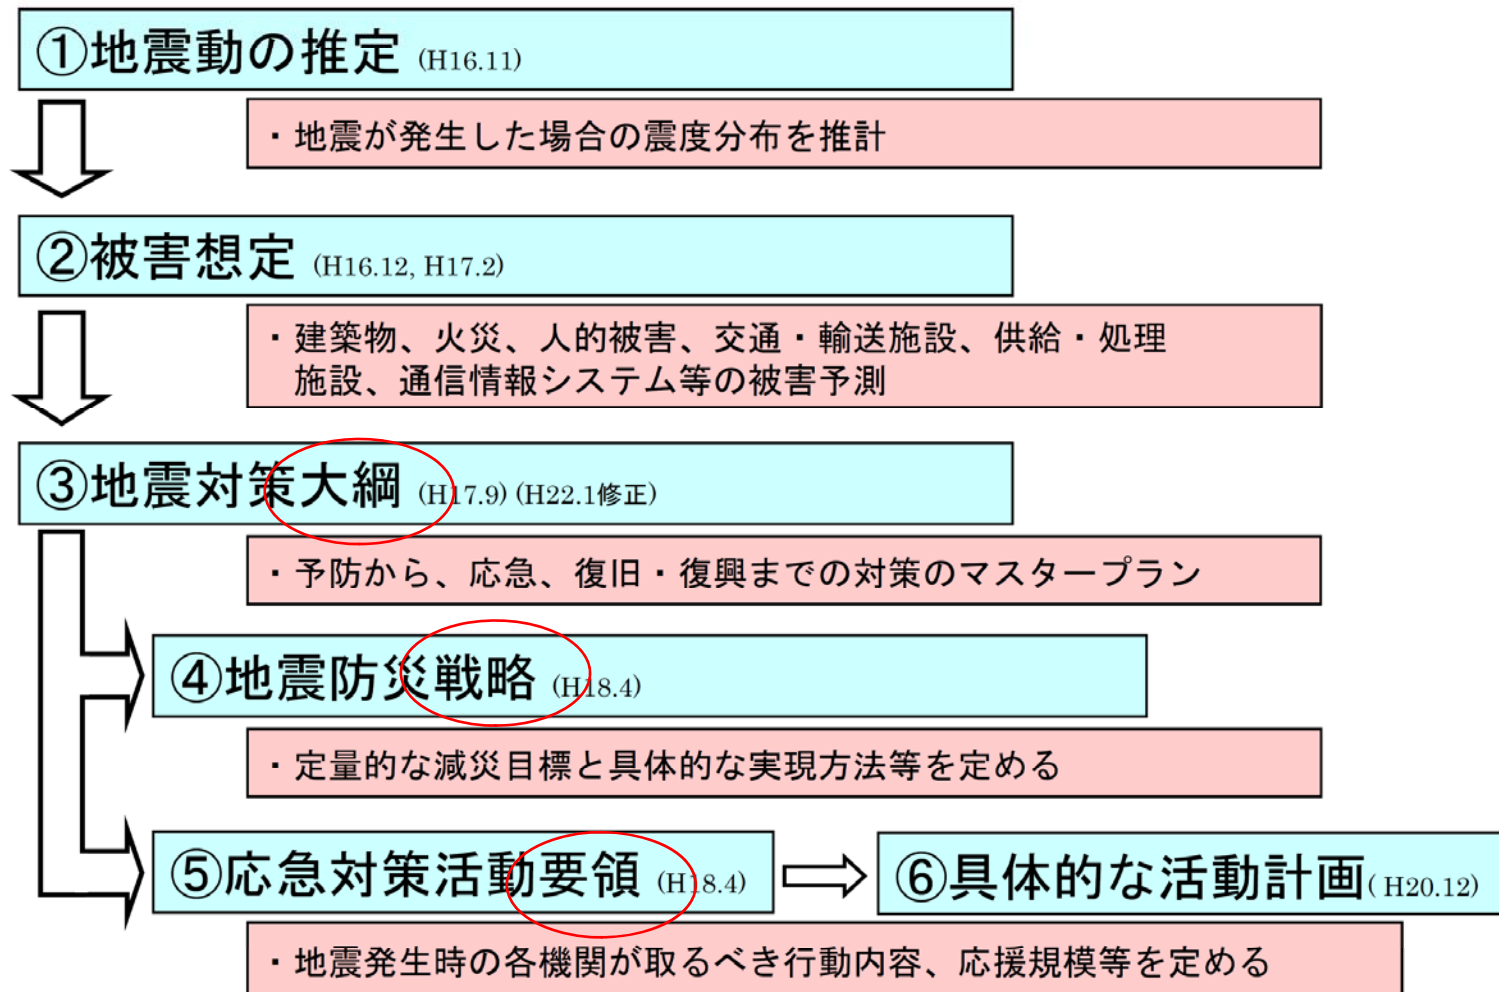 ①地震動の推定 (H16.11)
・地震が発生した場合の震度分布を推計
②被害想定 (H16.12, H17.2)
・建築物、火災、人的被害、交通・輸送施設、供給・処理
施設、通信情報システム等の被害予測
③地震対策大綱 (H17.9) (H22.1修正)
・予防から、応急、復旧・復興までの対策のマスタープラン
④地震防災戦略 (H18.4)
・定量的な減災目標と具体的な実現方法等を定める
⑤応急対策活動要領 (H18.4)
⑥具体的な活動計画( H20.12)
・地震発生時の各機関が取るべき行動内容、応援規模等を定める